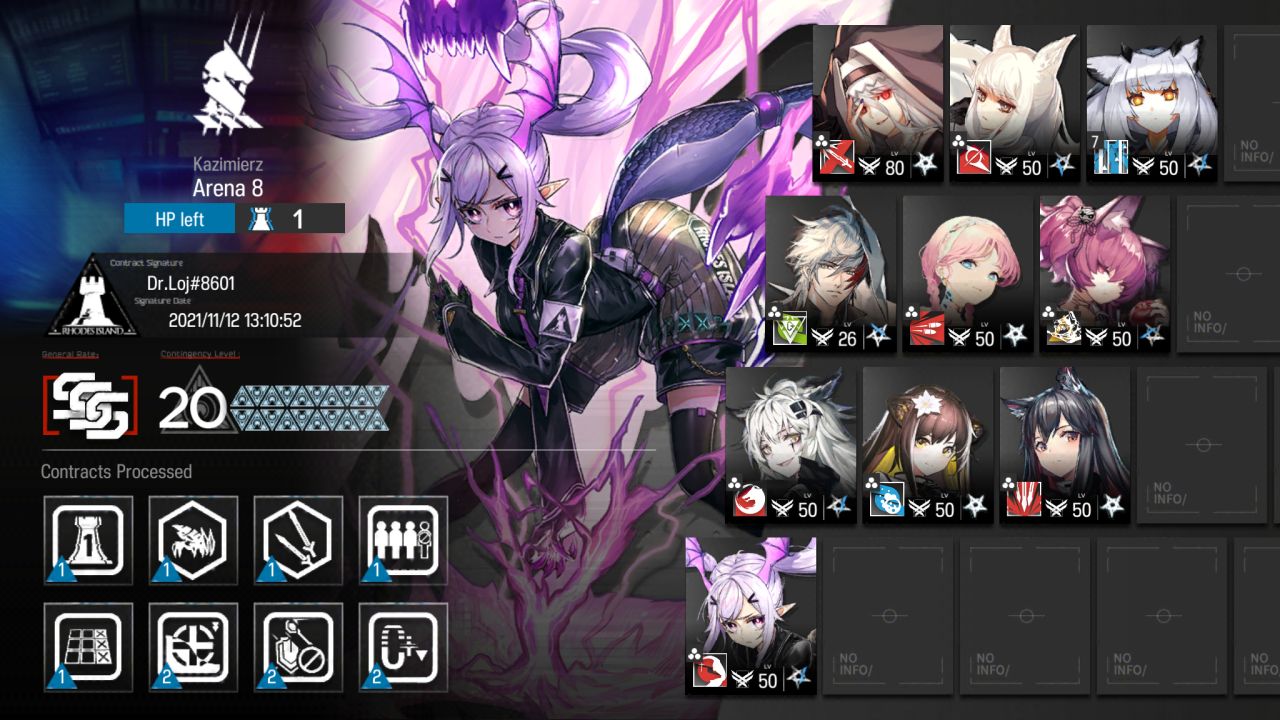 Kazimierz
Arena 8
HP left
1
Contract Signature
Dr.Loj#8601
Signature Date
2021/11/12 13:10:52
RHODES ISLAND
General Rate:
Contingency Level:
SSS
20
Contracts Processed
1
1
1
1
1
1
2
2
2
LV
80
LV
50
7
LV
50
NO
INFO/
G
LV
26
LV
50
LV
50
NO
INFO/
LV
50
LV
50
LV
50
NO
INFO/
LV
50
NO
INFO/
NO
INFO/
NO
INFO/
NO
INFO